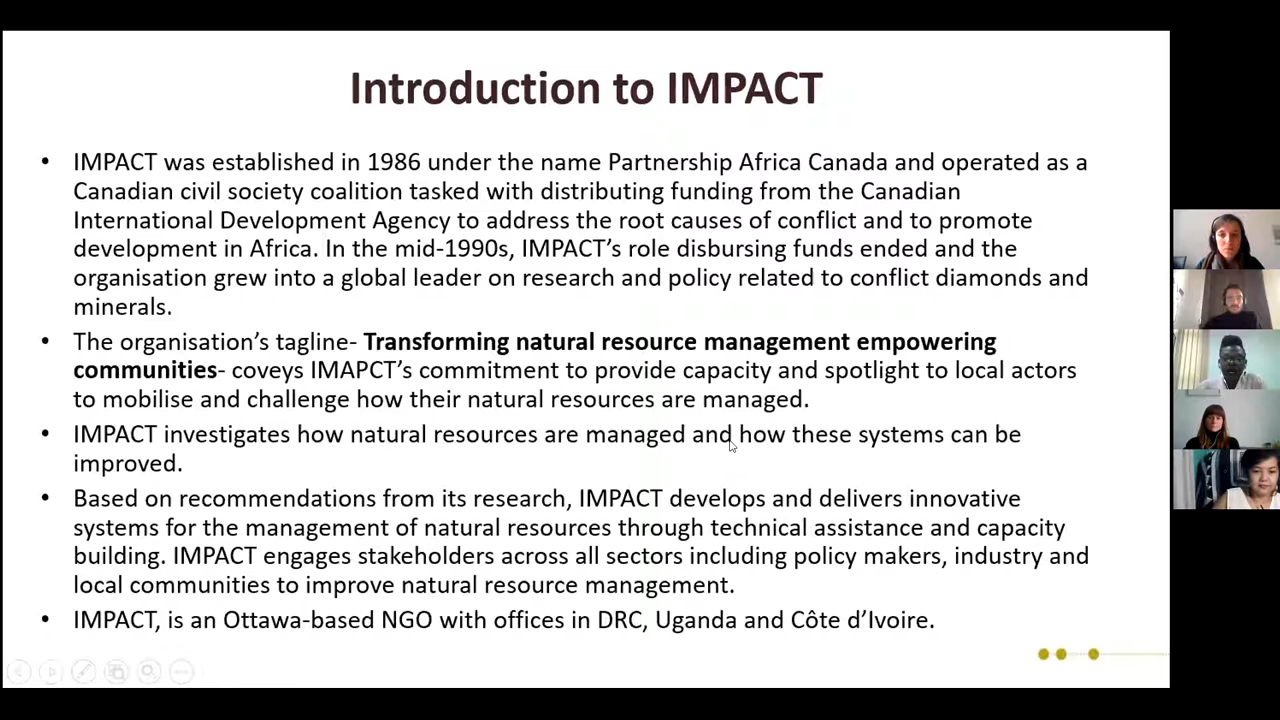 Introduction to IMPACT
• IMPACT was established in 1986 under the name Partnership Africa Canada and operated as a
Canadian civil society coalition tasked with distributing funding from the Canadian
International Development Agency to address the root causes of conflict and to promote
development in Africa. In the mid-1990s, IMPACT’s role disbursing funds ended and the
organisation grew into a global leader on research and policy related to conflict diamonds and
minerals.
• The organisation’s tagline- Transforming natural resource management empowering
communities- coveys IMAPCT’s commitment to provide capacity and spotlight to local actors
to mobilise and challenge how their natural resources are managed.
• IMPACT investigates how natural resources are managed and how these systems can be
improved.
• Based on recommendations from its research, IMPACT develops and delivers innovative
systems for the management of natural resources through technical assistance and capacity
building. IMPACT engages stakeholders across all sectors including policy makers, industry and
local communities to improve natural resource management.
• IMPACT, is an Ottawa-based NGO with offices in DRC, Uganda and Côte d’Ivoire.